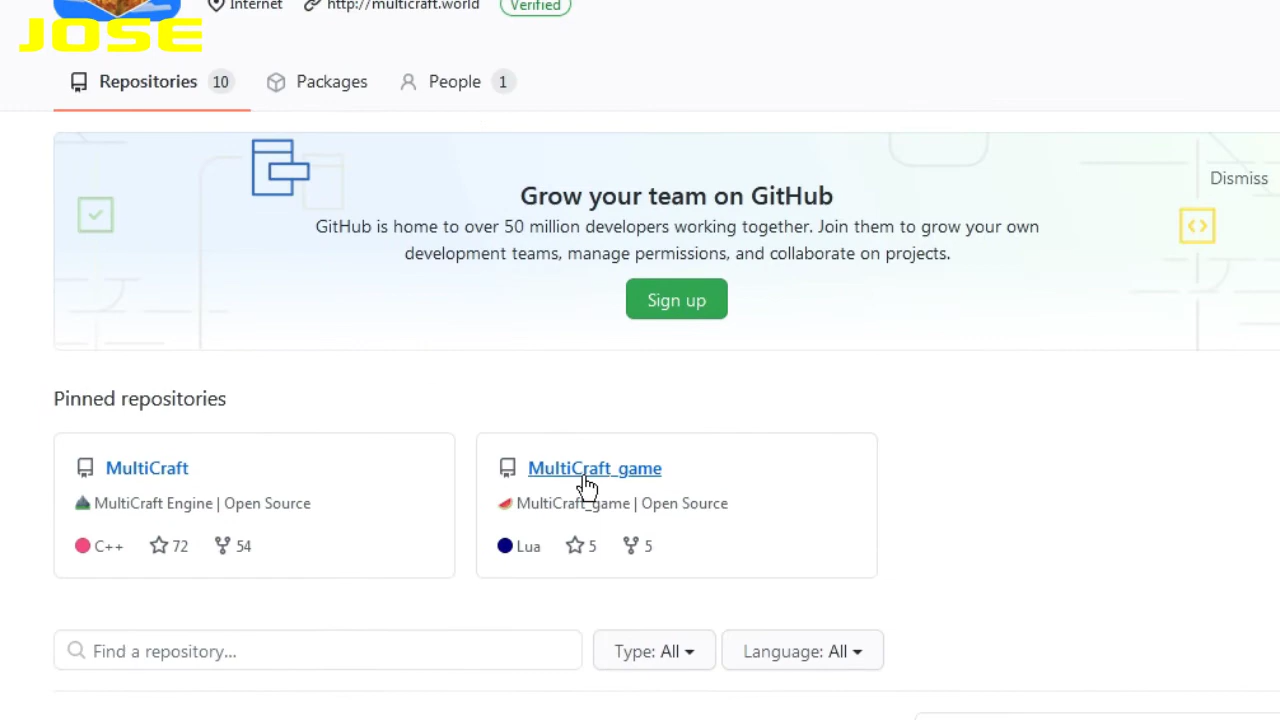 Internet http://multicraft.world Verified
JOSE
Repositories 10 Packages People 1
Dismiss
Grow your team on GitHub
GitHub is home to over 50 million developers working together. Join them to grow your own
development teams, manage permissions, and collaborate on projects.
Sign up
Pinned repositories
MultiCraft
MultiCraft Engine | Open Source
C++ 72 54
MultiCraft_game
MultiCraft_game | Open Source
Lua 5 5
Find a repository... Type: All Language: All